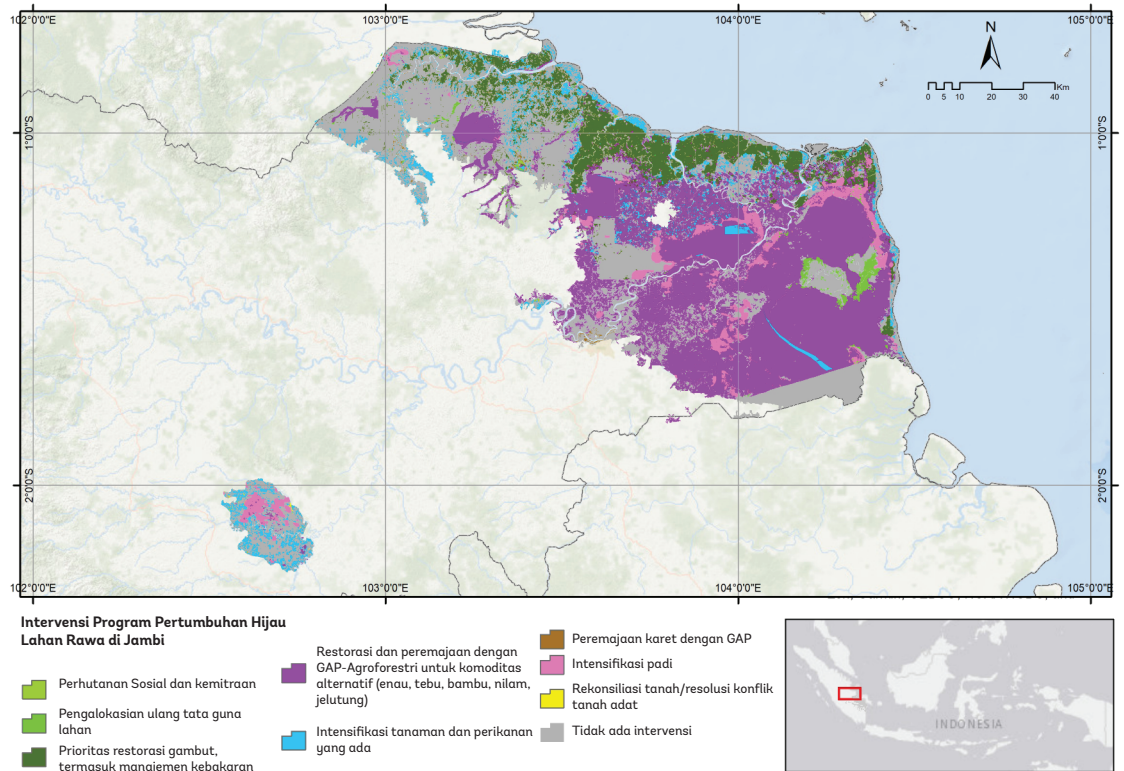 102°0'0"E
103°0'0"E
104°0'0"E
105°0'0"E
N
0 5 10 20 30 40 Km
1°0'0"S
1°0'0"S
2°0'0"S
2°0'0"S
102°0'0"E
103°0'0"E
104°0'0"E
105°0'0"E
Intervensi Program Pertumbuhan Hijau
Lahan Rawa di Jambi
Perhutanan Sosial dan kemitraan
Pengalokasian ulang tata guna
lahan
Prioritas restorasi gambut,
termasuk manajemen kebakaran
Restorasi dan peremajaan dengan
GAP-Agroforestri untuk komoditas
alternatif (enau, tebu, bambu, nilam,
jelutung)
Intensifikasi tanaman dan perikanan
yang ada
Peremajaan karet dengan GAP
Intensifikasi padi
Rekonsiliasi tanah/resolusi konflik
tanah adat
Tidak ada intervensi
INDONESIA